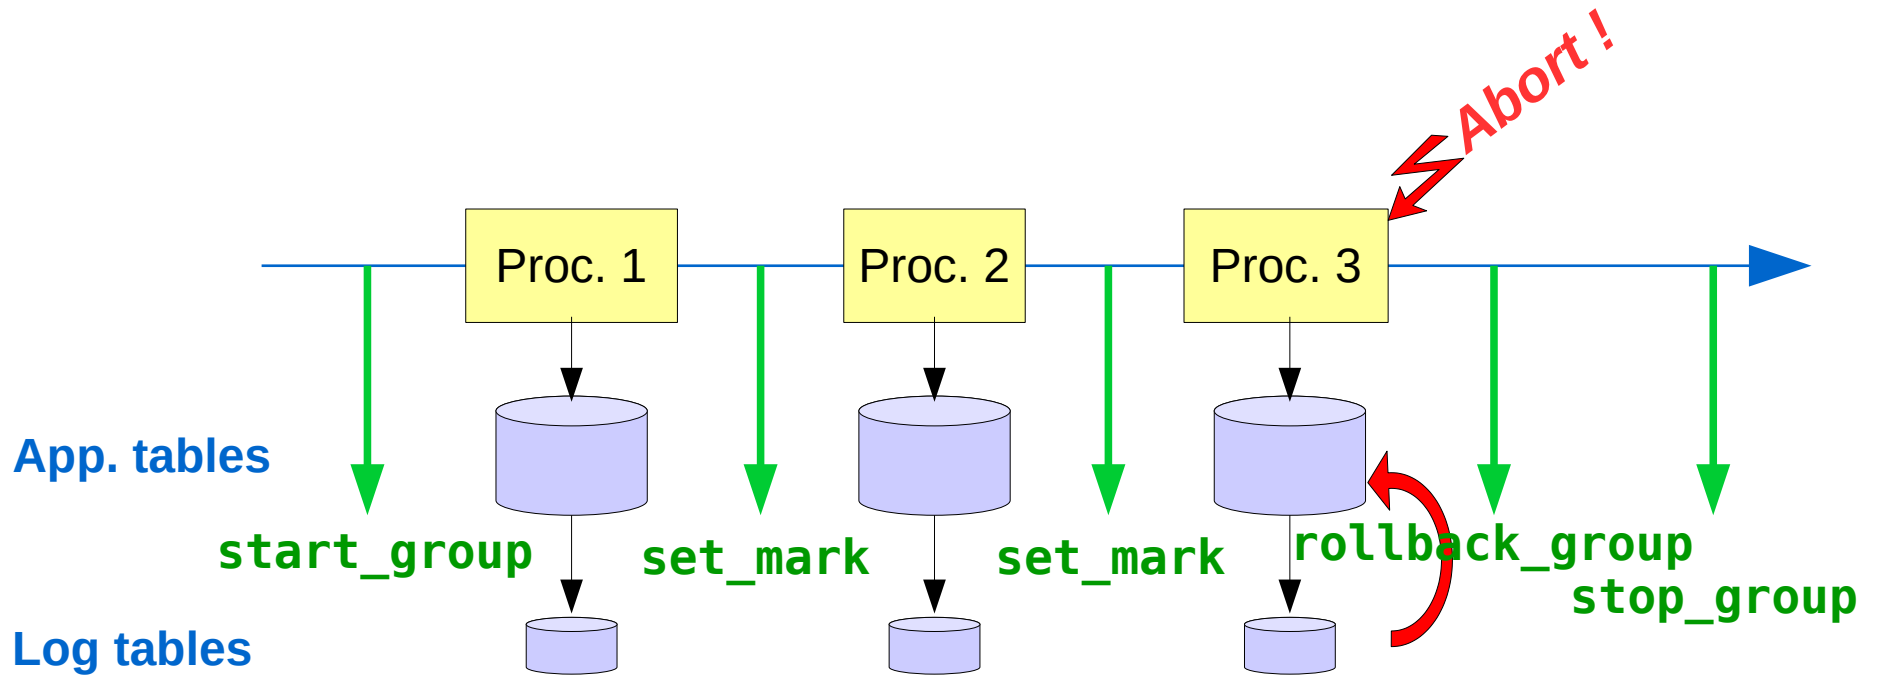 Abort !
Proc. 1
Proc. 2
Proc. 3
App. tables
start_group
set_mark
set_mark
rollback_group
stop_group
Log tables